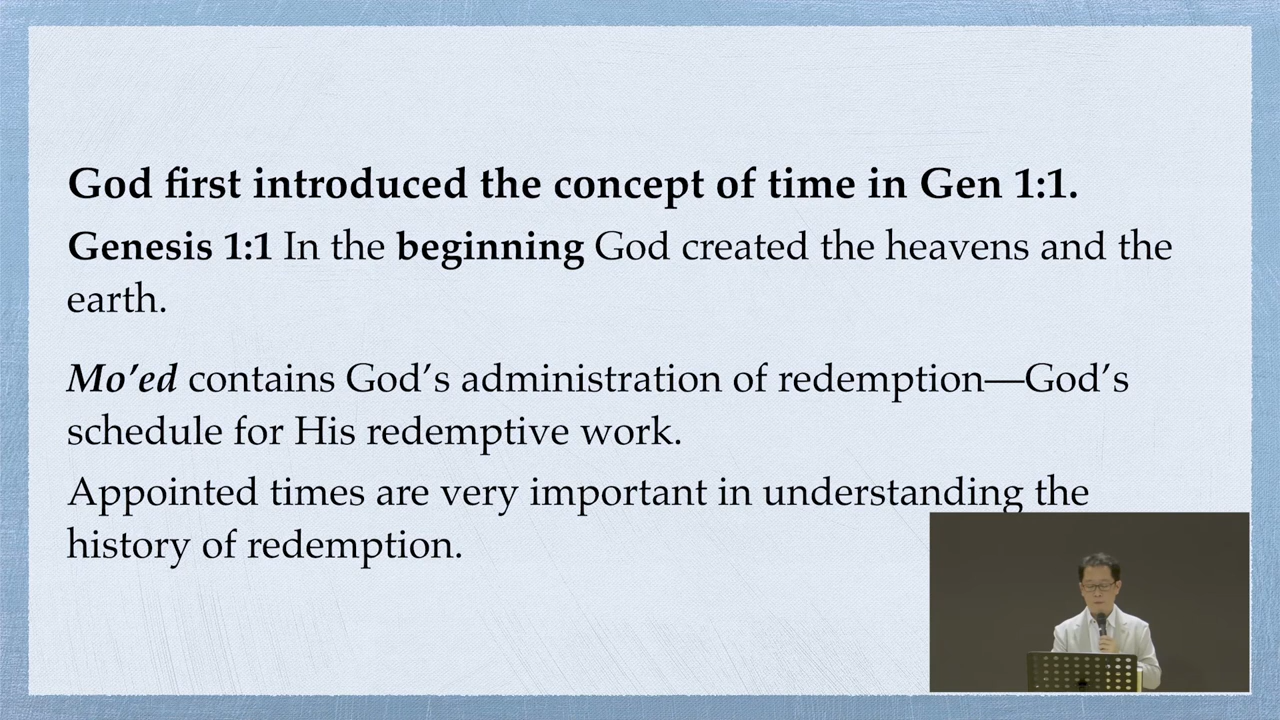 God first introduced the concept of time in Gen 1:1.
Genesis 1:1 In the beginning God created the heavens and the
earth.
Mo’ed contains God’s administration of redemption—God’s
schedule for His redemptive work.
Appointed times are very important in understanding the
history of redemption.